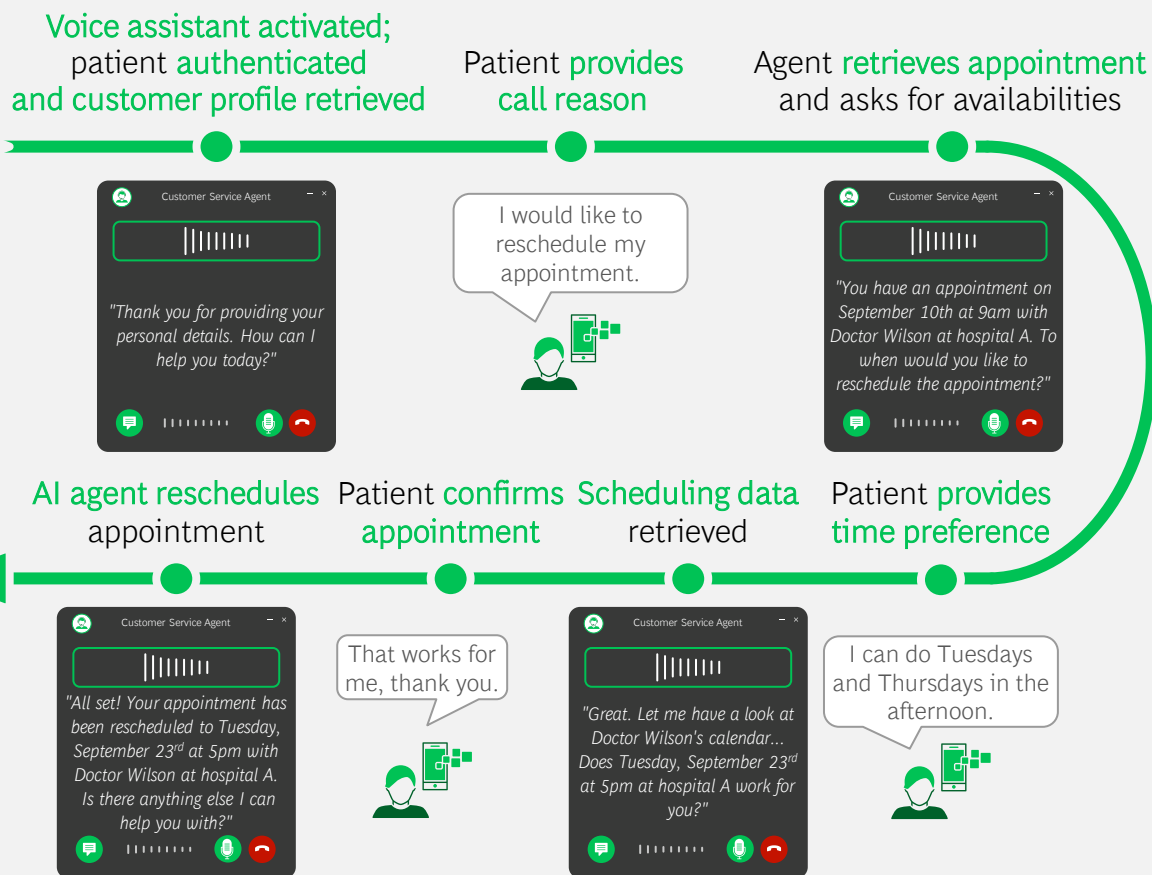 Voice assistant activated;
patient authenticated
and customer profile retrieved
Customer Service Agent
"Thank you for providing your
personal details. How can I
help you today?"
Patient provides
call reason
I would like to
reschedule my
appointment.
Agent retrieves appointment
and asks for availabilities
Customer Service Agent
"You have an appointment on
September 10th at 9am with
Doctor Wilson at hospital A. To
when would you like to
reschedule the appointment?"
Patient provides
time preference
I can do Tuesdays
and Thursdays in the
afternoon.
Scheduling data
retrieved
Customer Service Agent
"Great. Let me have a look at
Doctor Wilson's calendar...
Does Tuesday, September 23rd
at 5pm at hospital A work for
you?"
Patient confirms
appointment
That works for
me, thank you.
AI agent reschedules
appointment
Customer Service Agent
"All set! Your appointment has
been rescheduled to Tuesday,
September 23rd at 5pm with
Doctor Wilson at hospital A.
Is there anything else I can
help you with?"